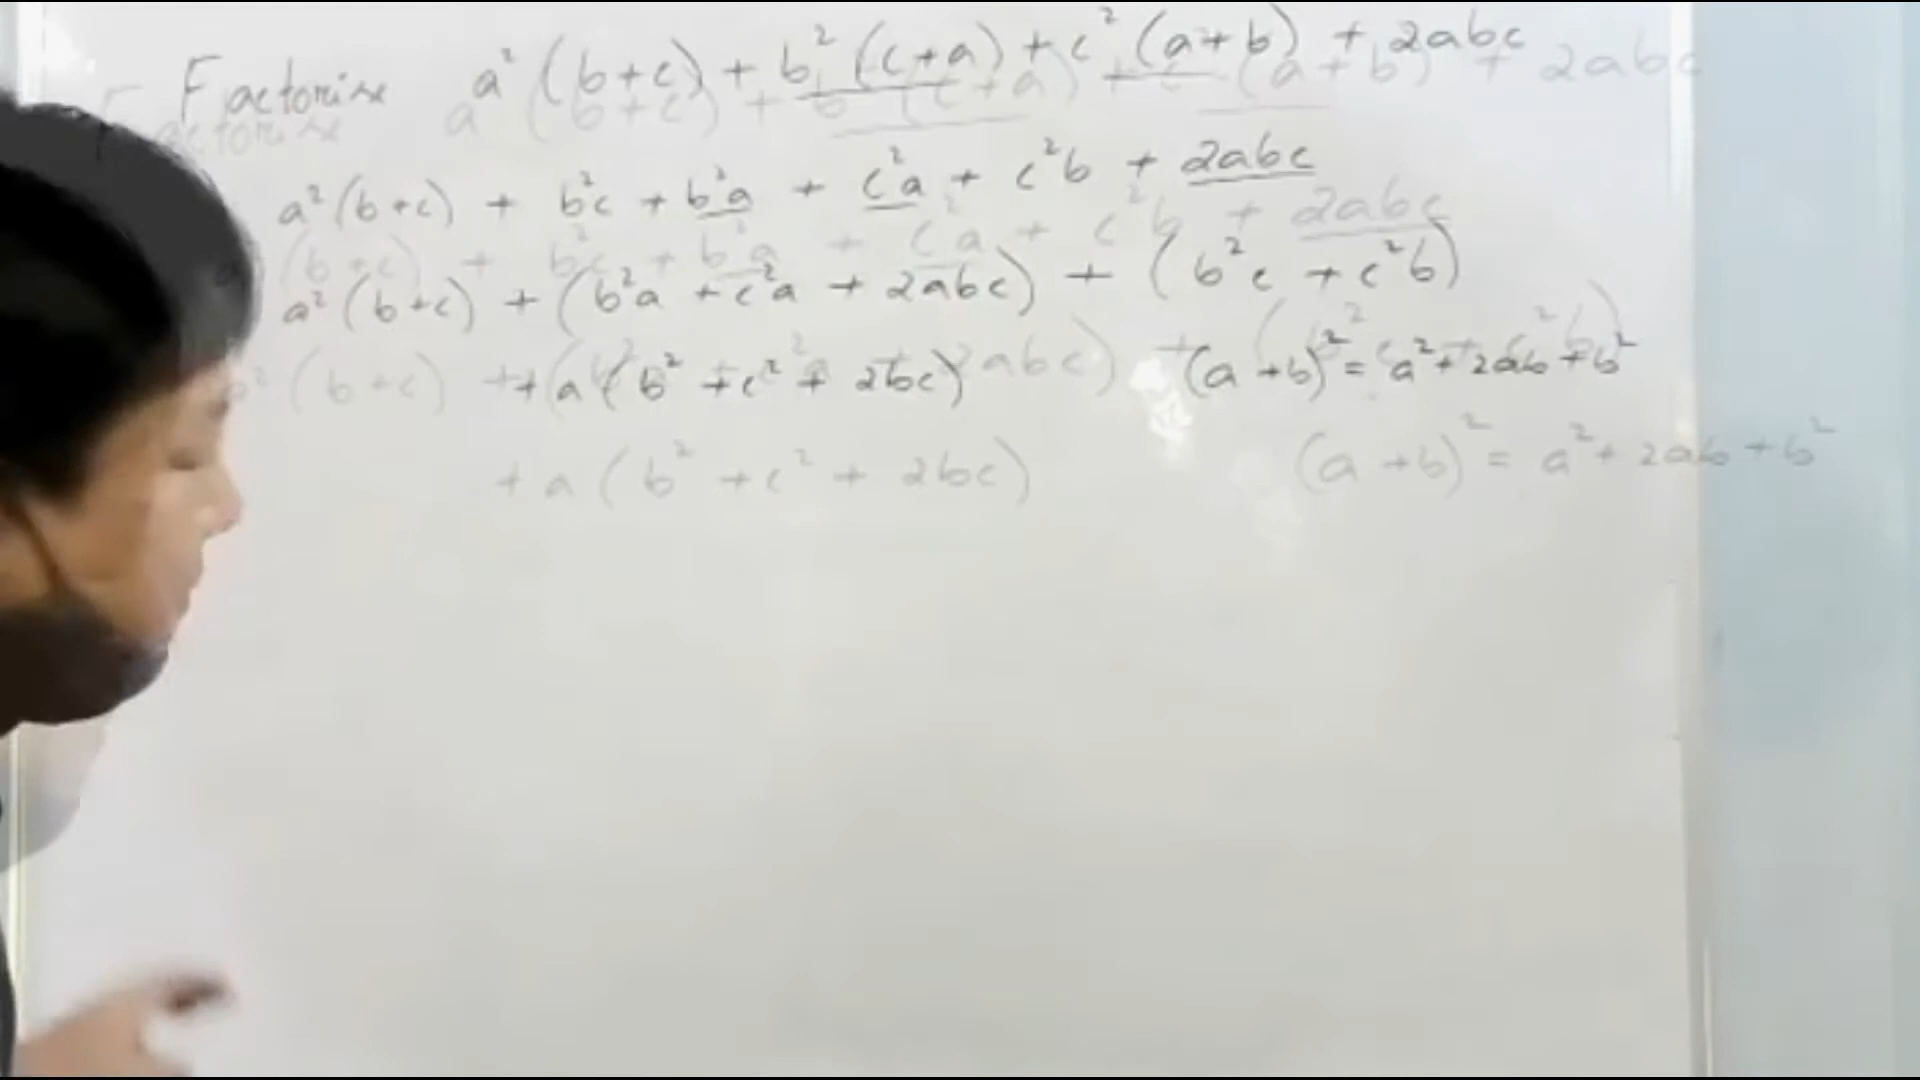 Factorise a² (b+c) + b² (c+a) + c² (a+b) + 2abc
a² (b+c) + b²c + b²a + c²a + c²b + 2abc
a² (b+c) + (b²a + c²a + 2abc) + (b²c + c²b)
+ a (b² + c² + 2bc) (a+b)² = a² + 2ab + b²
+ a (b² + c² + 2bc) (a+b)² = a² + 2ab + b²